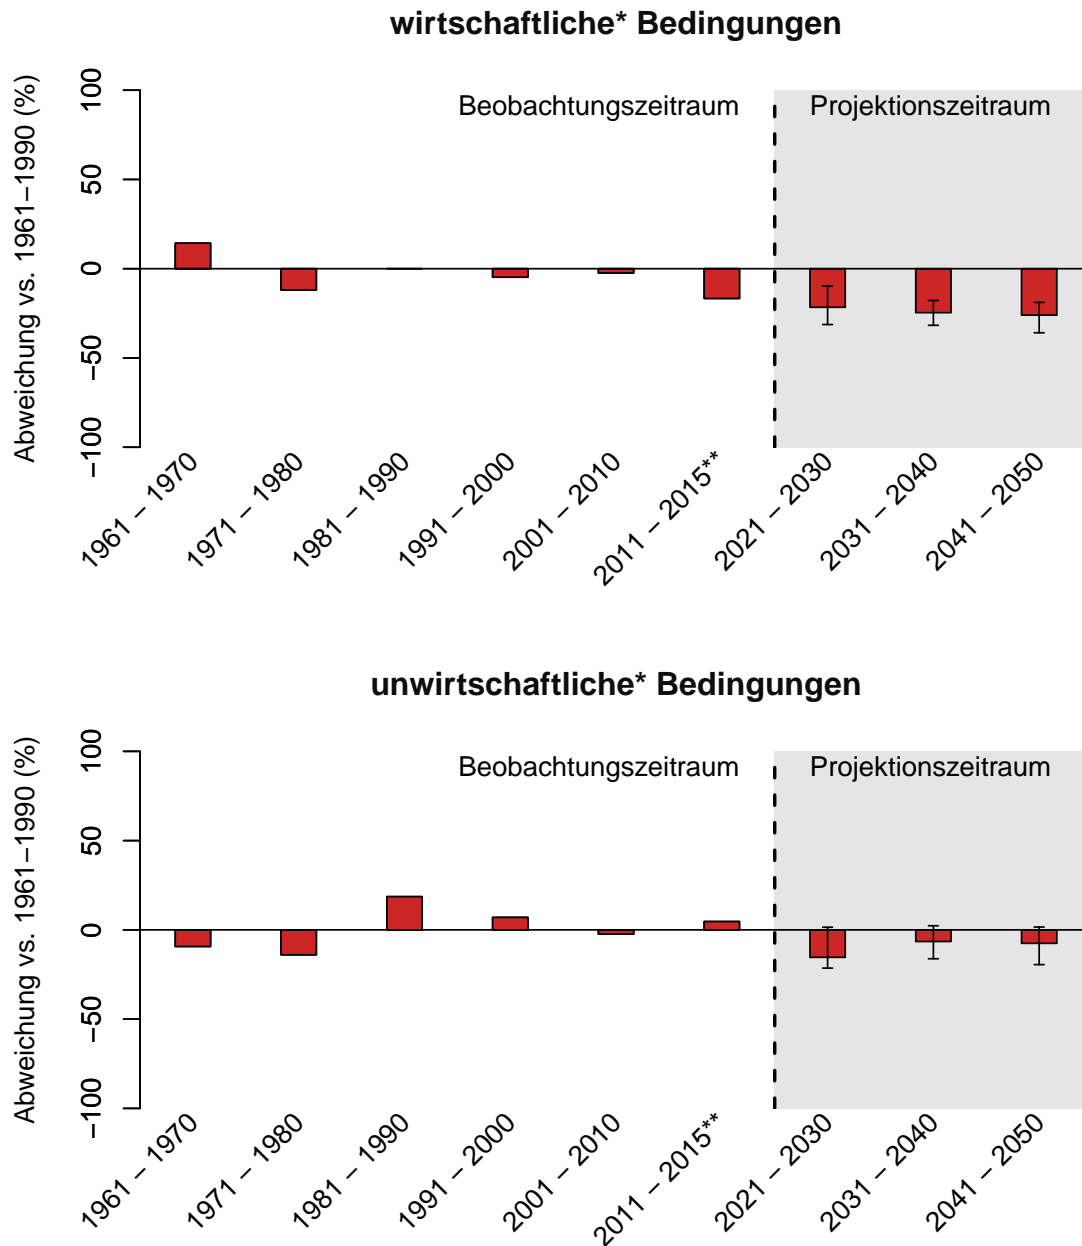 wirtschaftliche* Bedingungen
Abweichung vs. 1961−1990 (%)
100
50
0
−50
−100
Beobachtungszeitraum
Projektionszeitraum
1961 − 1970
1971 − 1980
1981 − 1990
1991 − 2000
2001 − 2010
2011 − 2015**
2021 − 2030
2031 − 2040
2041 − 2050
unwirtschaftliche* Bedingungen
Abweichung vs. 1961−1990 (%)
100
50
0
−50
−100
Beobachtungszeitraum
Projektionszeitraum
1961 − 1970
1971 − 1980
1981 − 1990
1991 − 2000
2001 − 2010
2011 − 2015**
2021 − 2030
2031 − 2040
2041 − 2050